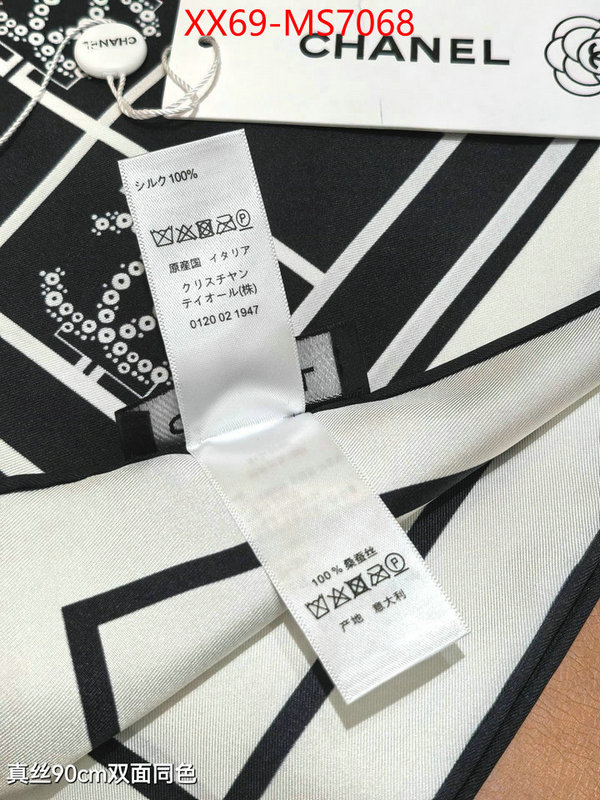 XX69-MS7068
CHANEL
CHANEL
シルク100%
P
原産国 イタリア
クリスチャン
ディオール(株)
0120 02 1947
100 % 桑蚕丝
P
产地 意大利
真丝90cm双面同色